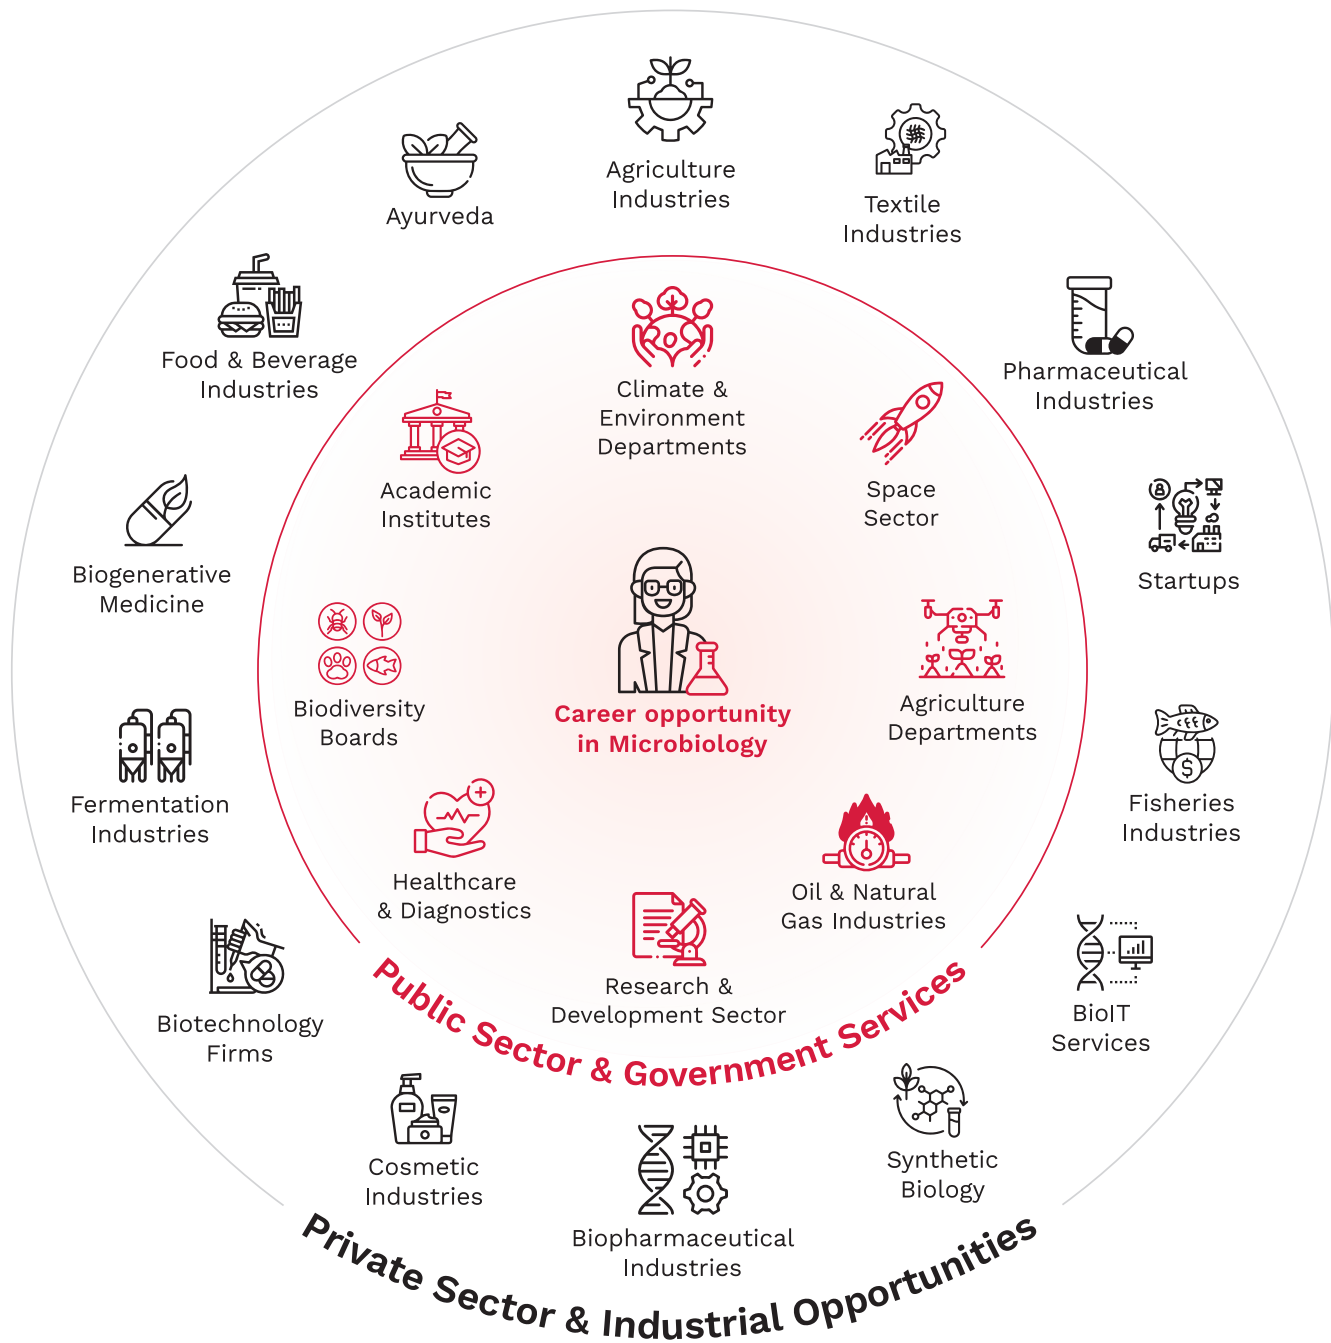 Agriculture
Industries
Textile
Industries
Ayurveda
Pharmaceutical
Industries
Food & Beverage
Industries
Startups
Biogenerative
Medicine
Fisheries
Industries
Fermentation
Industries
BioIT
Services
Biotechnology
Firms
Synthetic
Biology
Cosmetic
Industries
Biopharmaceutical
Industries
Private Sector & Industrial Opportunities
Climate &
Environment
Departments
Space
Sector
Academic
Institutes
Agriculture
Departments
Biodiversity
Boards
Oil & Natural
Gas Industries
Healthcare
& Diagnostics
Research &
Development Sector
Public Sector & Government Services
Career opportunity
in Microbiology